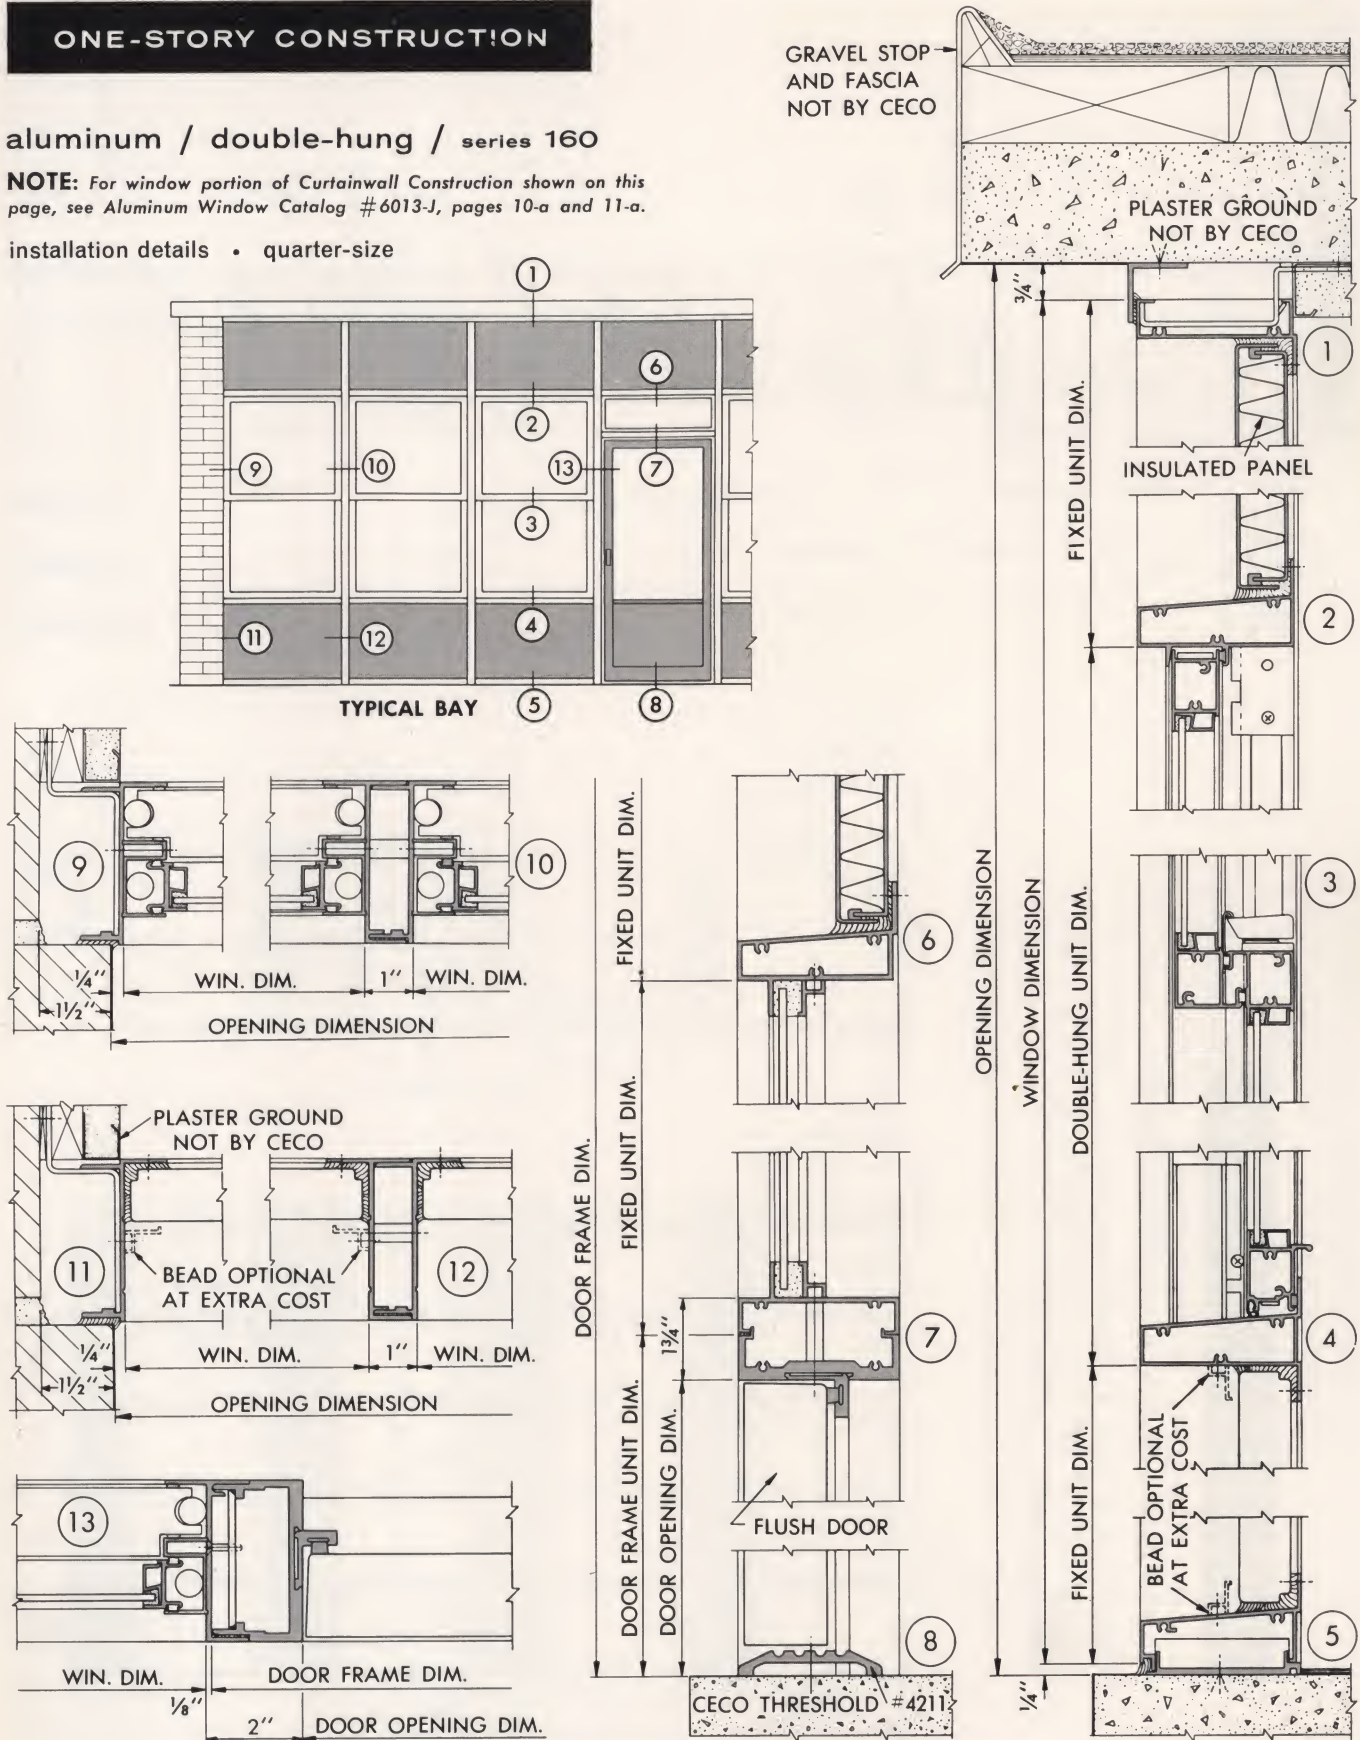 ONE-STORY CONSTRUCTION
aluminum / double-hung / series 160
NOTE: For window portion of Curtainwall Construction shown on this
page, see Aluminum Window Catalog #6013-J, pages 10-a and 11-a.
installation details • quarter-size
GRAVEL STOP
AND FASCIA
NOT BY CECO
PLASTER GROUND
NOT BY CECO
3/4"
1
INSULATED PANEL
FIXED UNIT DIM.
2
OPENING DIMENSION
WINDOW DIMENSION
DOUBLE-HUNG UNIT DIM.
3
4
FIXED UNIT DIM.
BEAD OPTIONAL
AT EXTRA COST
5
1/4"
1
6
2
9
10
13
7
3
11
12
4
TYPICAL BAY
5
8
9
10
1/4"
WIN. DIM.
1"
WIN. DIM.
1 1/2"
OPENING DIMENSION
PLASTER GROUND
NOT BY CECO
11
BEAD OPTIONAL
AT EXTRA COST
12
1/4"
WIN. DIM.
1"
WIN. DIM.
1 1/2"
OPENING DIMENSION
13
WIN. DIM.
DOOR FRAME DIM.
1/8"
2"
DOOR OPENING DIM.
FIXED UNIT DIM.
6
FIXED UNIT DIM.
DOOR FRAME DIM.
1 3/4"
7
DOOR FRAME UNIT DIM.
DOOR OPENING DIM.
FLUSH DOOR
8
CECO THRESHOLD #4211